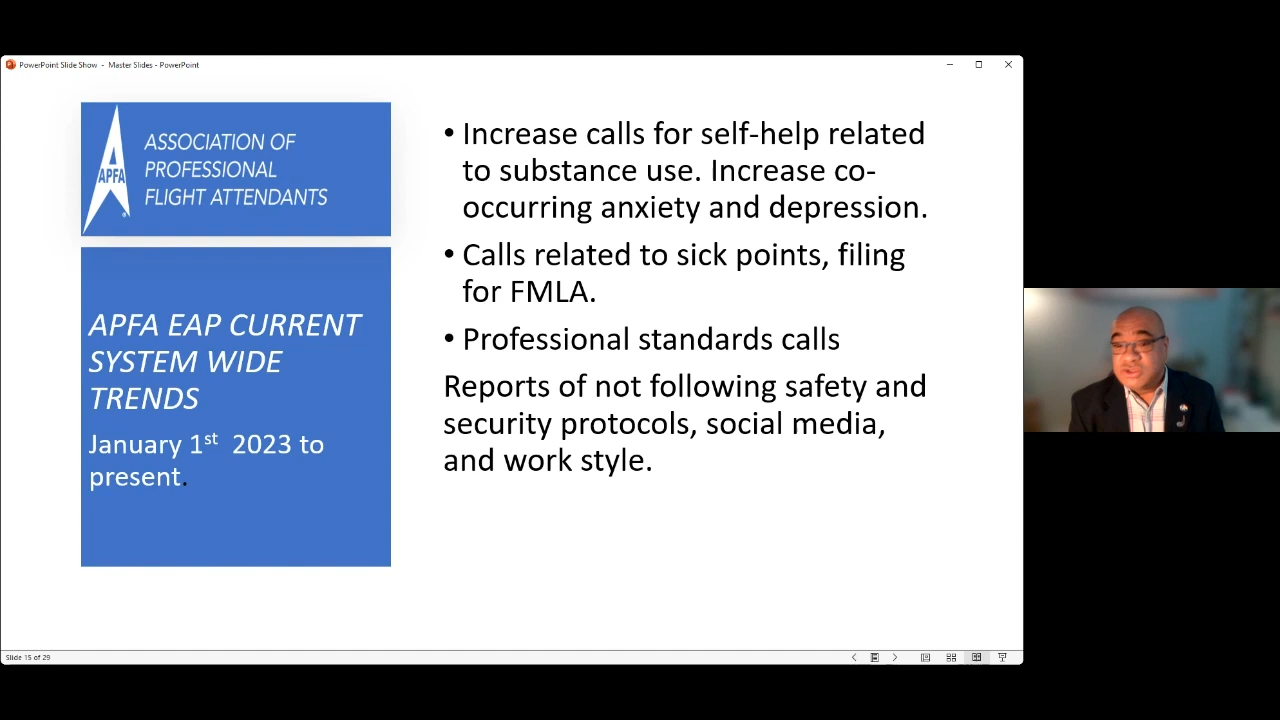 PowerPoint Slide Show - Master Slides - PowerPoint
APFA
ASSOCIATION OF
PROFESSIONAL
FLIGHT ATTENDANTS
APFA EAP CURRENT
SYSTEM WIDE
TRENDS
January 1st 2023 to
present.
• Increase calls for self-help related
to substance use. Increase co-
occurring anxiety and depression.
• Calls related to sick points, filing
for FMLA.
• Professional standards calls
Reports of not following safety and
security protocols, social media,
and work style.
Slide 15 of 29